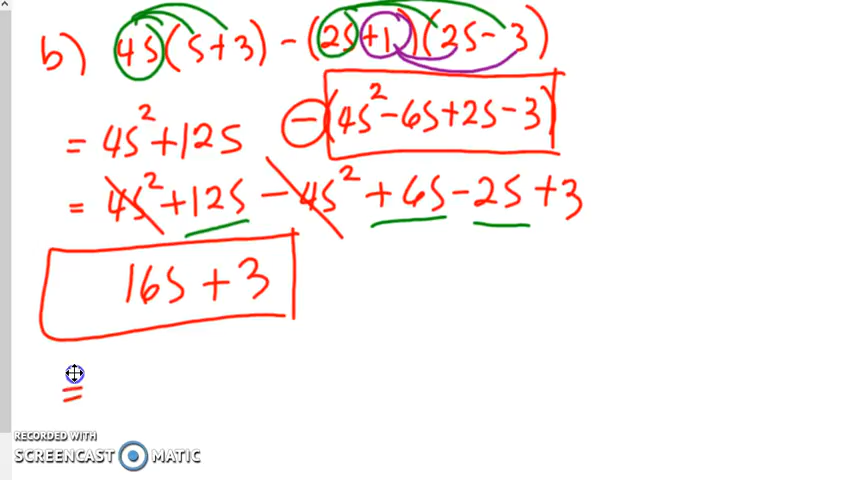 b) 4s(s+3) - (2s+1)(2s-3)
= 4s²+12s -(4s²-6s+2s-3)
= 4s²+12s - 4s²+6s-2s+3
16s+3
=
RECORDED WITH
SCREENCAST MATIC